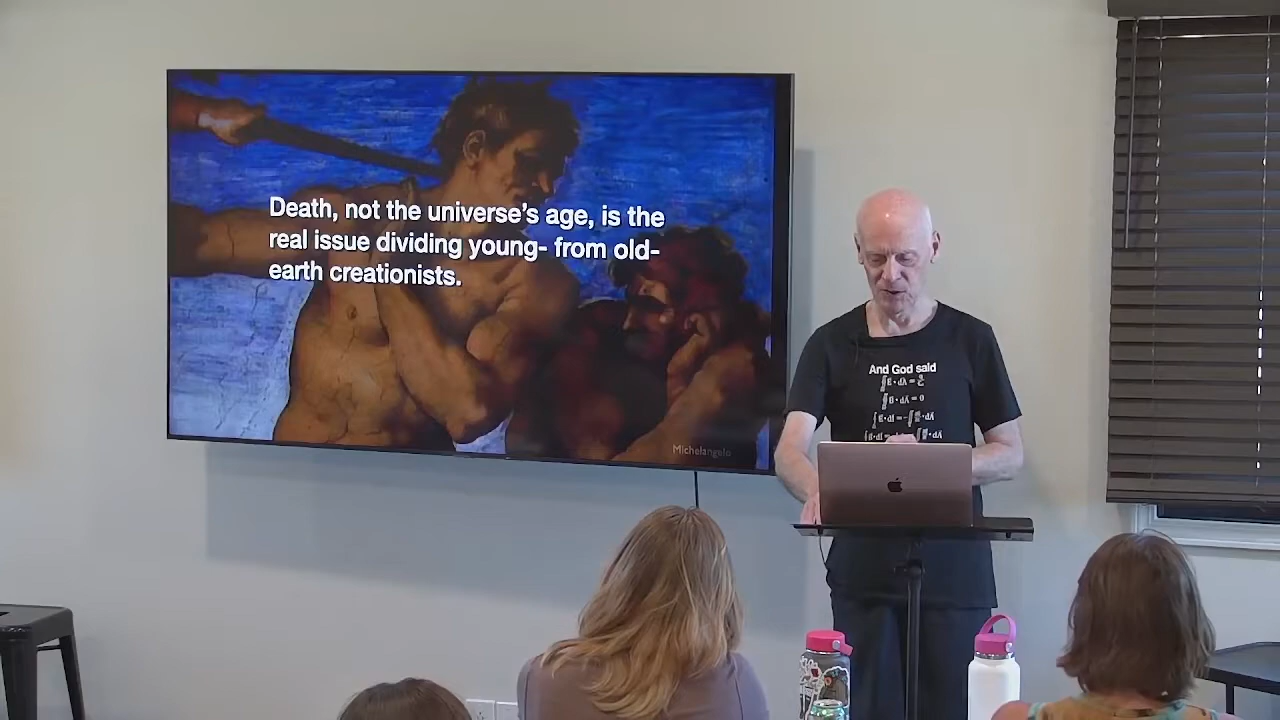 Death, not the universe's age, is the
real issue dividing young- from old-
earth creationists.
Michelangelo
And God said